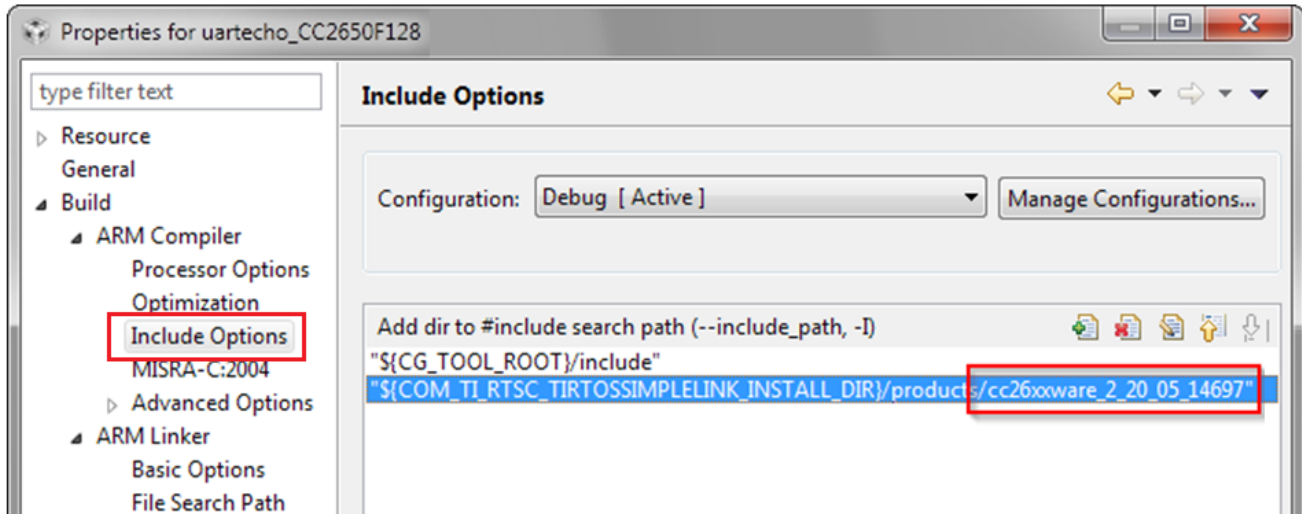 Properties for uartecho_CC2650F128
type filter text
Resource
General
Build
ARM Compiler
Processor Options
Optimization
Include Options
MISRA-C:2004
Advanced Options
ARM Linker
Basic Options
File Search Path
Include Options
Configuration: Debug [ Active ] Manage Configurations...
Add dir to #include search path (--include_path, -I)
"${CG_TOOL_ROOT}/include"
"${COM_TI_RTSC_TIRTOSSIMPLELINK_INSTALL_DIR}/products/cc26xxware_2_20_05_14697"